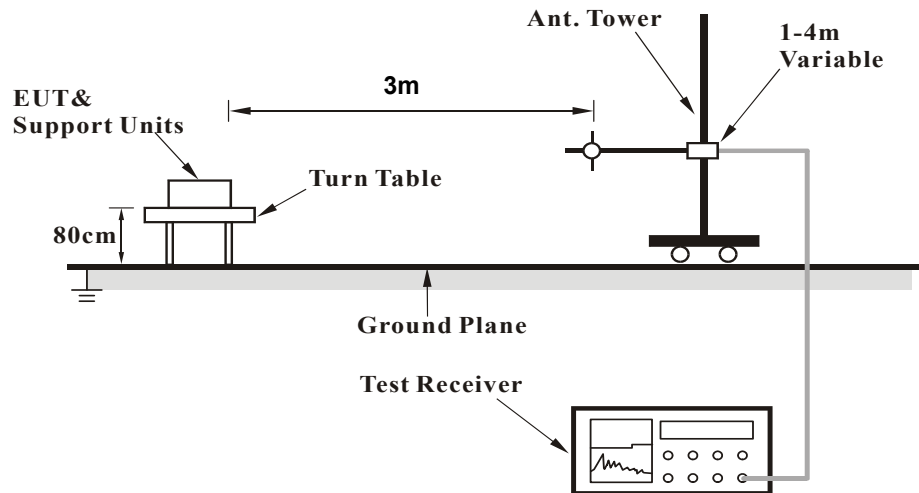 Ant. Tower
1-4m
Variable
3m
EUT&
Support Units
Turn Table
80cm
Ground Plane
Test Receiver